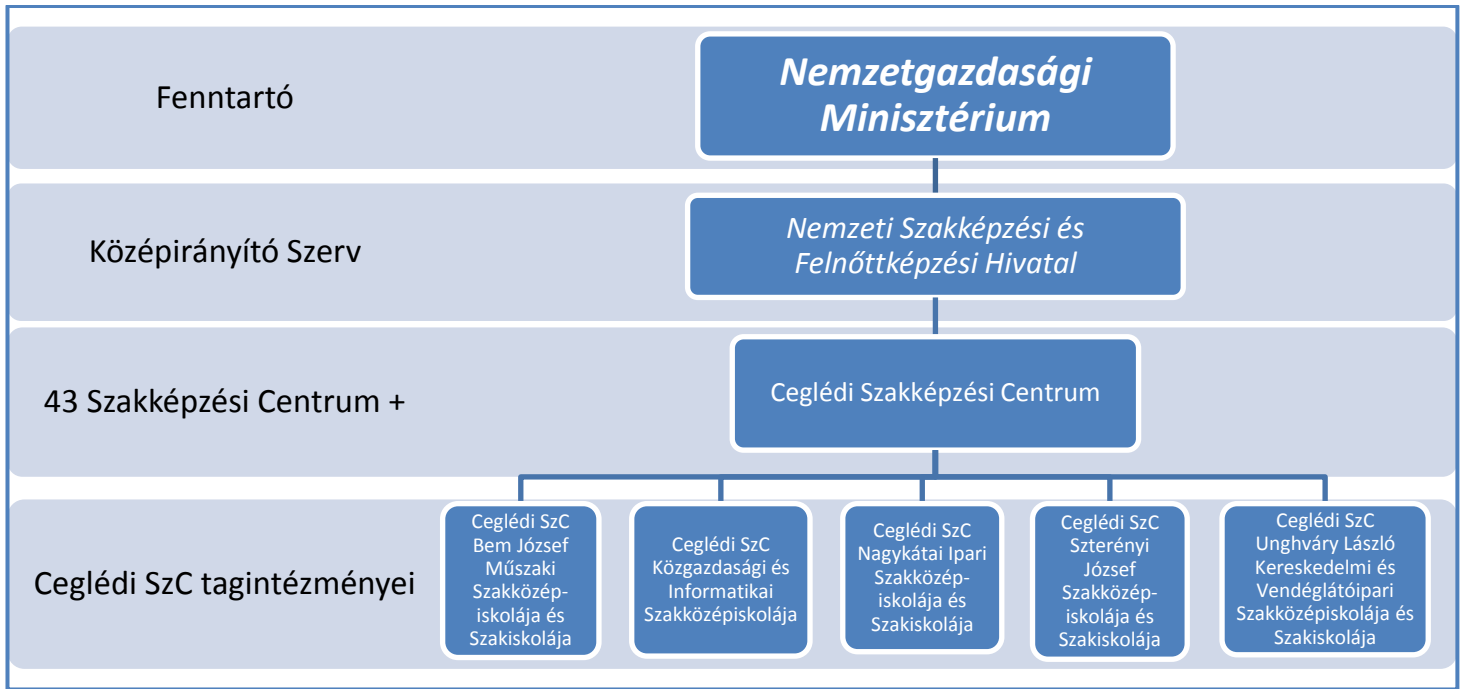 Fenntartó
Nemzetgazdasági
Minisztérium
Középirányító Szerv
Nemzeti Szakképzési és
Felnőttképzési Hivatal
43 Szakképzési Centrum +
Ceglédi Szakképzési Centrum
Ceglédi SzC tagintézményei
Ceglédi SzC
Bem József
Műszaki
Szakközép-
iskolája és
Szakiskolája
Ceglédi SzC
Közgazdasági és
Informatikai
Szakközépiskolája
Ceglédi SzC
Nagykátai Ipari
Szakközép-
iskolája és
Szakiskolája
Ceglédi SzC
Szterényi
József
Szakközép-
iskolája és
Szakiskolája
Ceglédi SzC
Unghváry László
Kereskedelmi és
Vendéglátóipari
Szakközépiskolája és
Szakiskolája